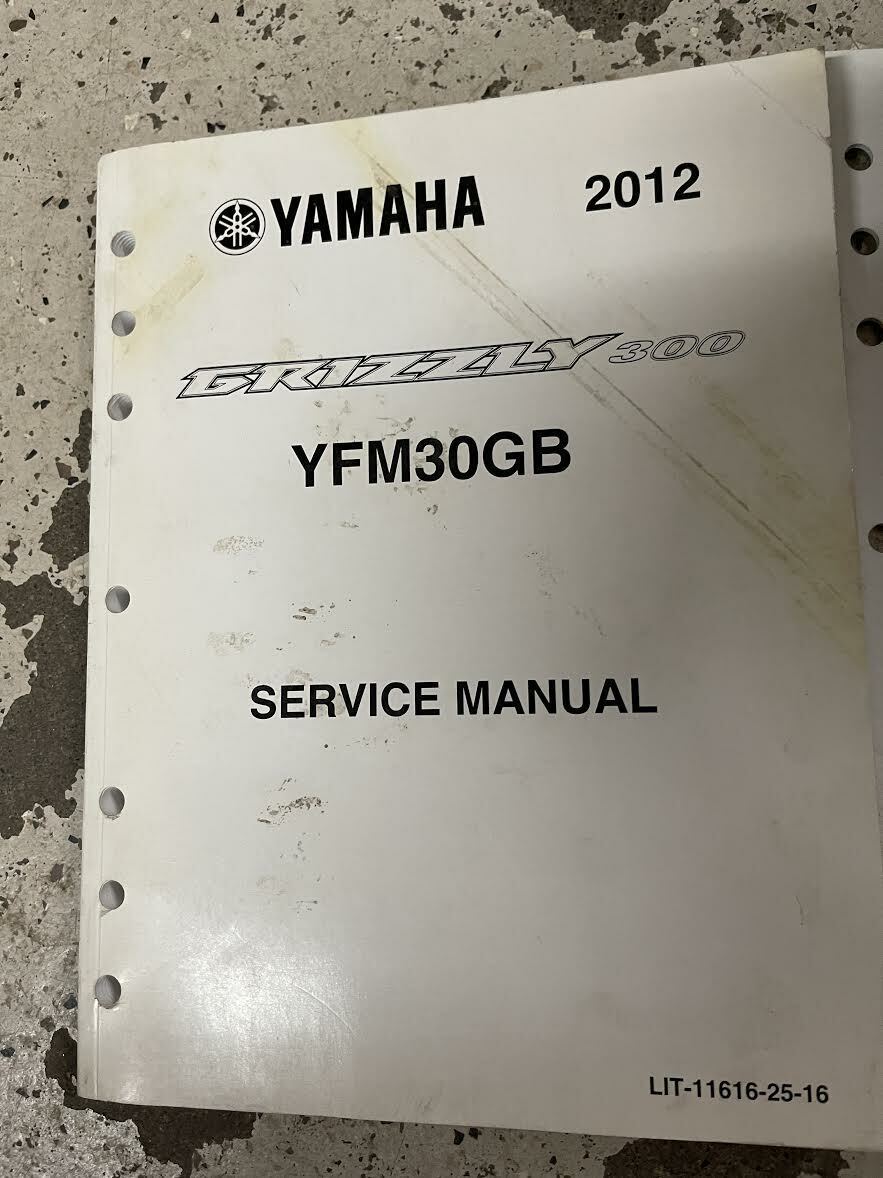 YAMAHA 2012
GRIZZLY 300
YFM30GB
SERVICE MANUAL
LIT-11616-25-16